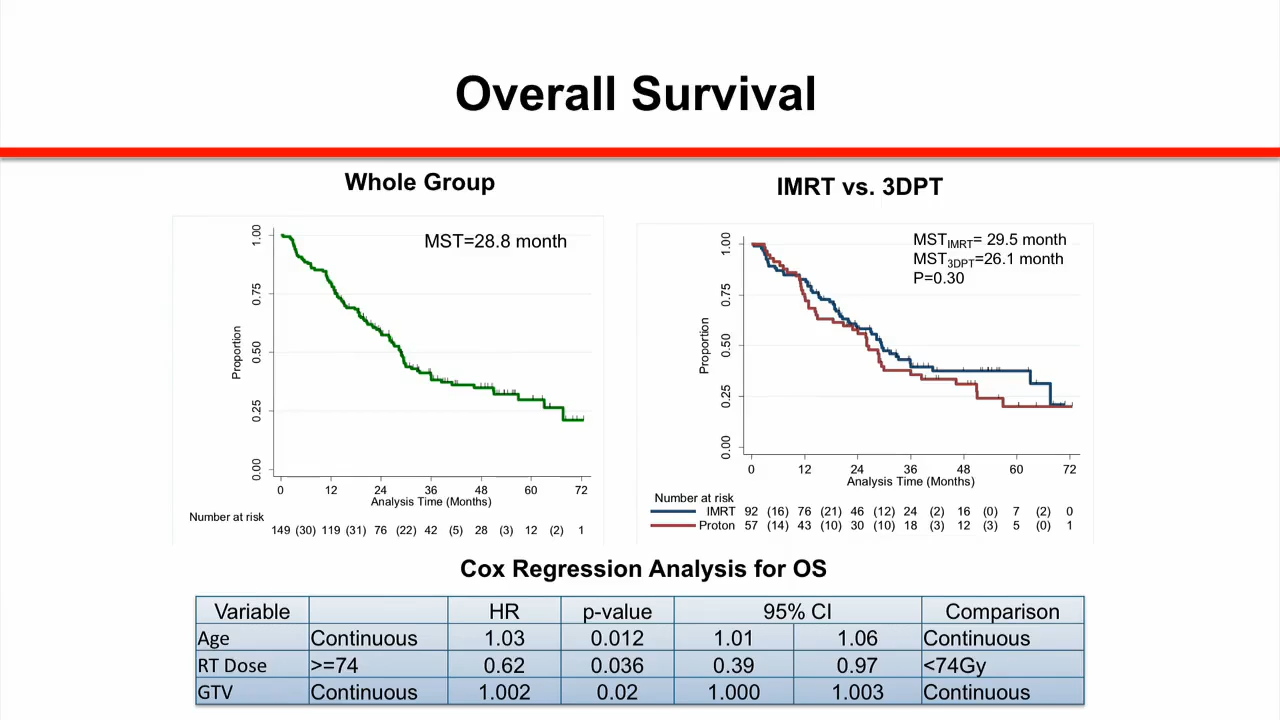 Overall Survival
Whole Group
MST=28.8 month
1.00
0.75
0.50
0.25
0.00
Proportion
0 12 24 36 48 60 72
Analysis Time (Months)
Number at risk
149 (30) 119 (31) 76 (22) 42 (5) 28 (3) 12 (2) 1
IMRT vs. 3DPT
MSTIMRT= 29.5 month
MST3DPT=26.1 month
P=0.30
1.00
0.75
0.50
0.25
0.00
Proportion
0 12 24 36 48 60 72
Analysis Time (Months)
Number at risk
IMRT 92 (16) 76 (21) 46 (12) 24 (2) 16 (0) 7 (2) 0
Proton 57 (14) 43 (10) 30 (10) 18 (3) 12 (3) 5 (0) 1
Cox Regression Analysis for OS
Variable HR p-value 95% CI Comparison
Age Continuous 1.03 0.012 1.01 1.06 Continuous
RT Dose >=74 0.62 0.036 0.39 0.97 <74Gy
GTV Continuous 1.002 0.02 1.000 1.003 Continuous